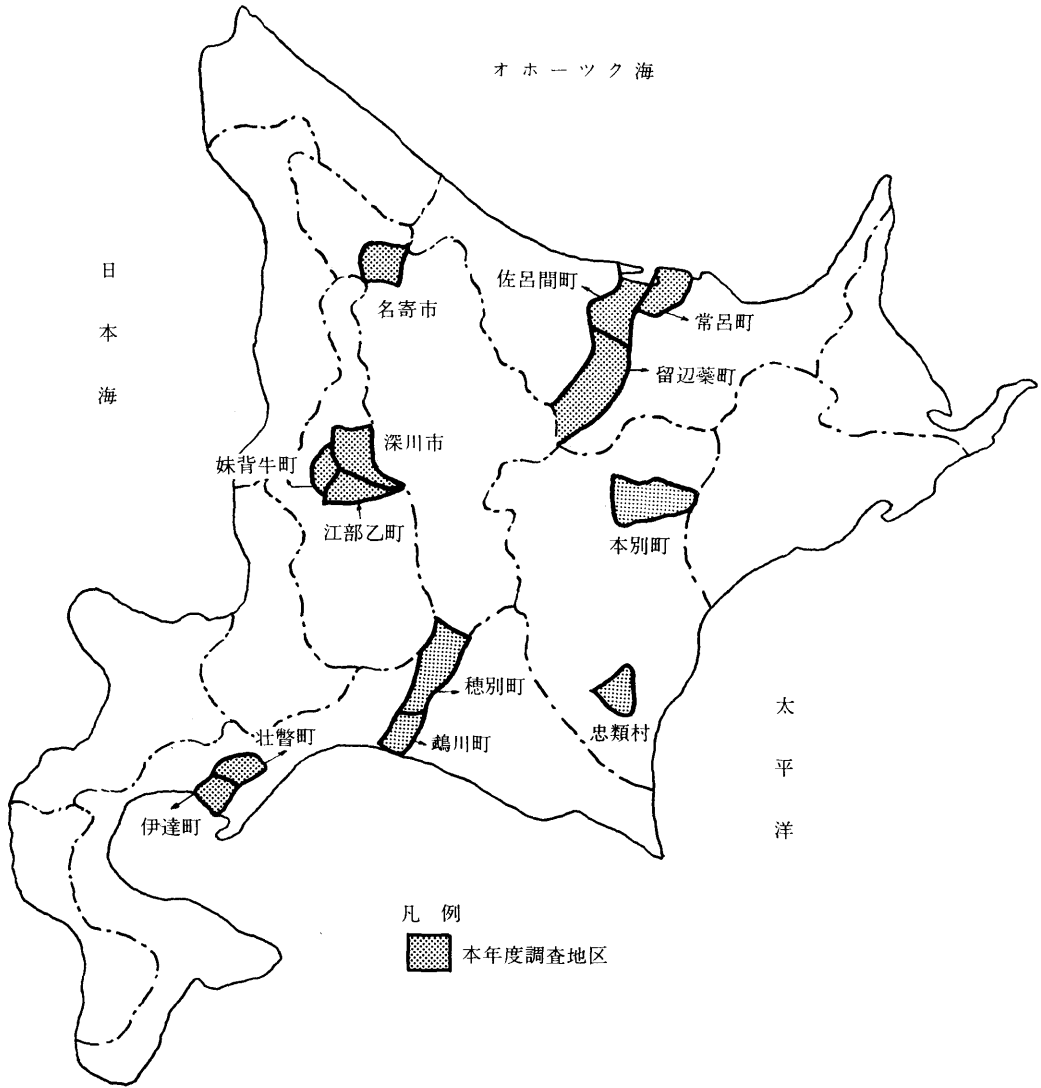 オホーツク海
日本海
佐呂間町
名寄市
常呂町
留辺蘂町
深川市
妹背牛町
江部乙町
本別町
穂別町
忠類村
太平洋
壮瞥町
鵡川町
伊達町
凡例
本年度調査地区